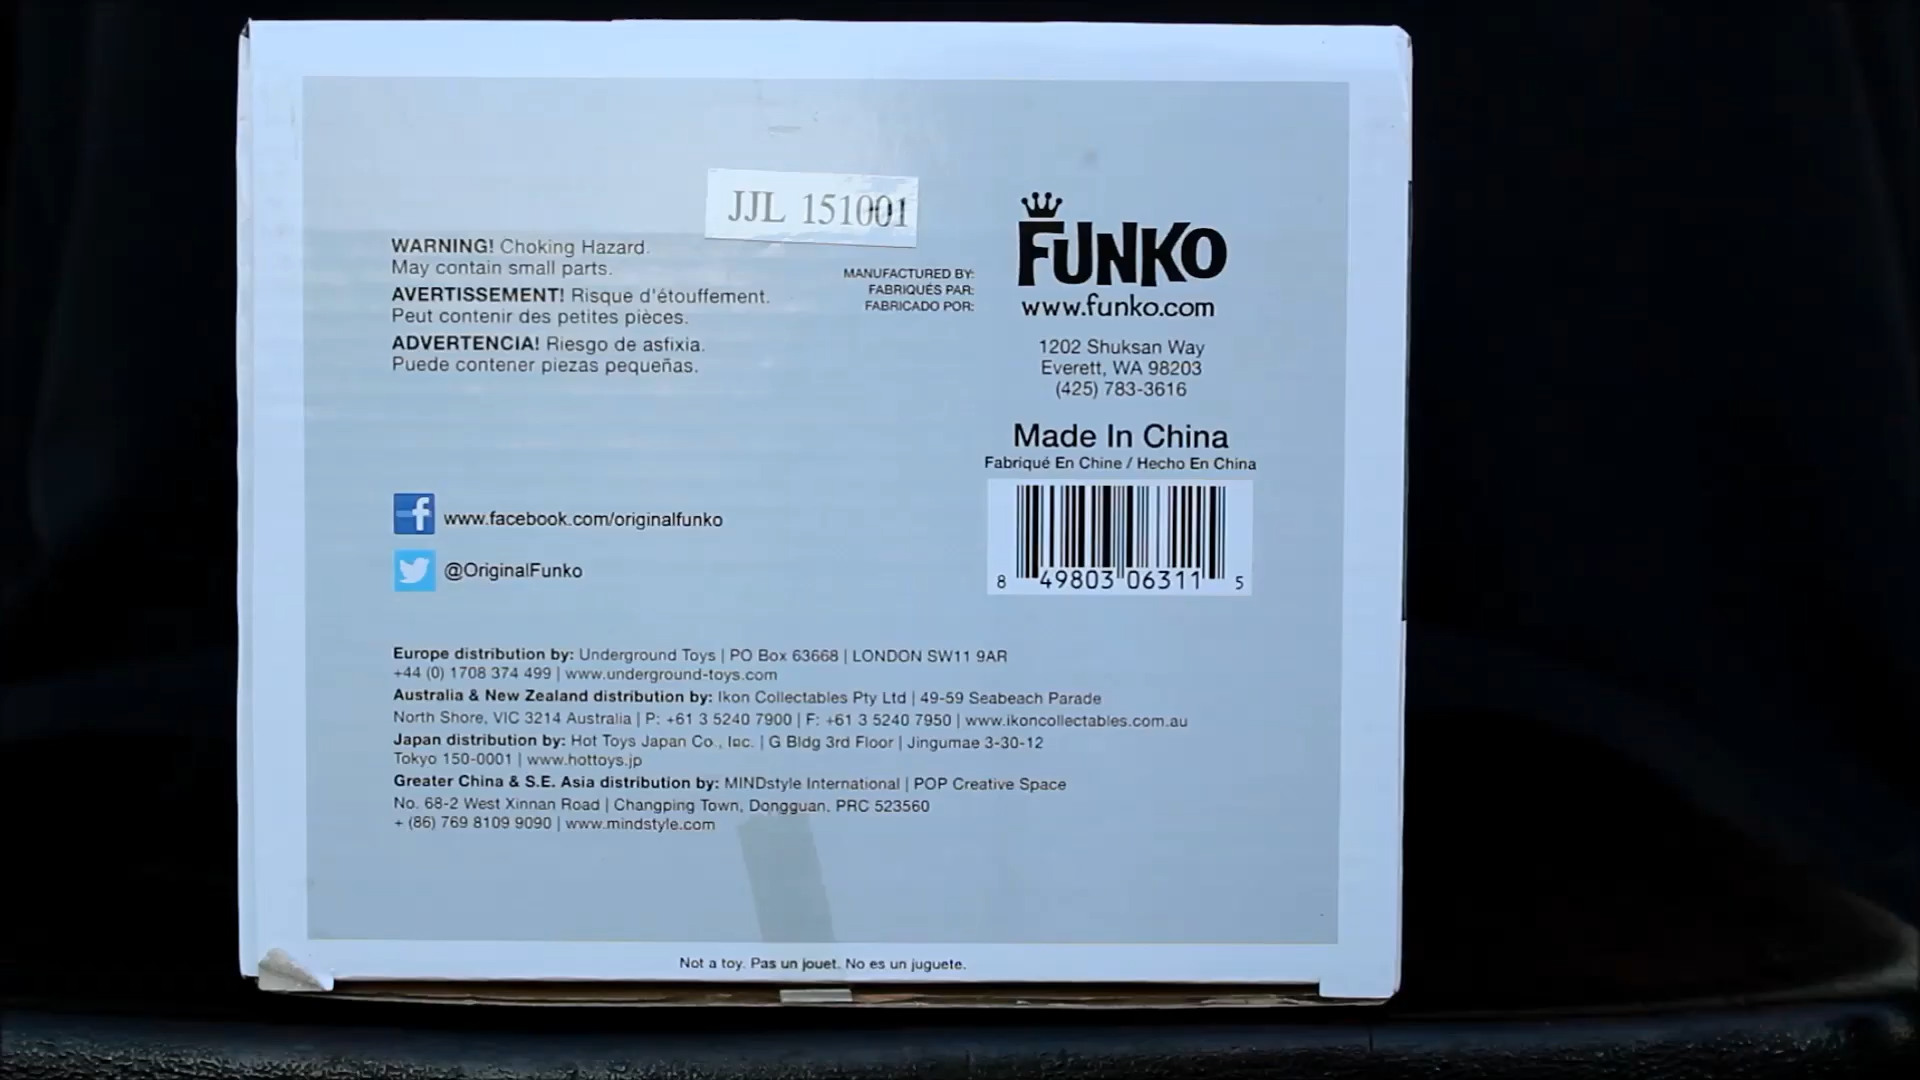 JJL 151001
WARNING! Choking Hazard.
May contain small parts.
AVERTISSEMENT! Risque d'étouffement.
Peut contenir des petites pièces.
ADVERTENCIA! Riesgo de asfixia.
Puede contener piezas pequeñas.
MANUFACTURED BY:
FABRIQUÉS PAR:
FABRICADO POR:
FUNKO
www.funko.com
1202 Shuksan Way
Everett, WA 98203
(425) 783-3616
Made In China
Fabriqué En Chine / Hecho En China
8 49803 06311 5
www.facebook.com/originalfunko
@OriginalFunko
Europe distribution by: Underground Toys | PO Box 63668 | LONDON SW11 9AR
+44 (0) 1708 374 499 | www.underground-toys.com
Australia & New Zealand distribution by: Ikon Collectables Pty Ltd | 49-59 Seabeach Parade
North Shore, VIC 3214 Australia | P: +61 3 5240 7900 | F: +61 3 5240 7950 | www.ikoncollectables.com.au
Japan distribution by: Hot Toys Japan Co., Inc. | G Bldg 3rd Floor | Jingumae 3-30-12
Tokyo 150-0001 | www.hottoys.jp
Greater China & S.E. Asia distribution by: MINDstyle International | POP Creative Space
No. 68-2 West Xinnan Road | Changping Town, Dongguan, PRC 523560
+ (86) 769 8109 9090 | www.mindstyle.com
Not a toy. Pas un jouet. No es un juguete.